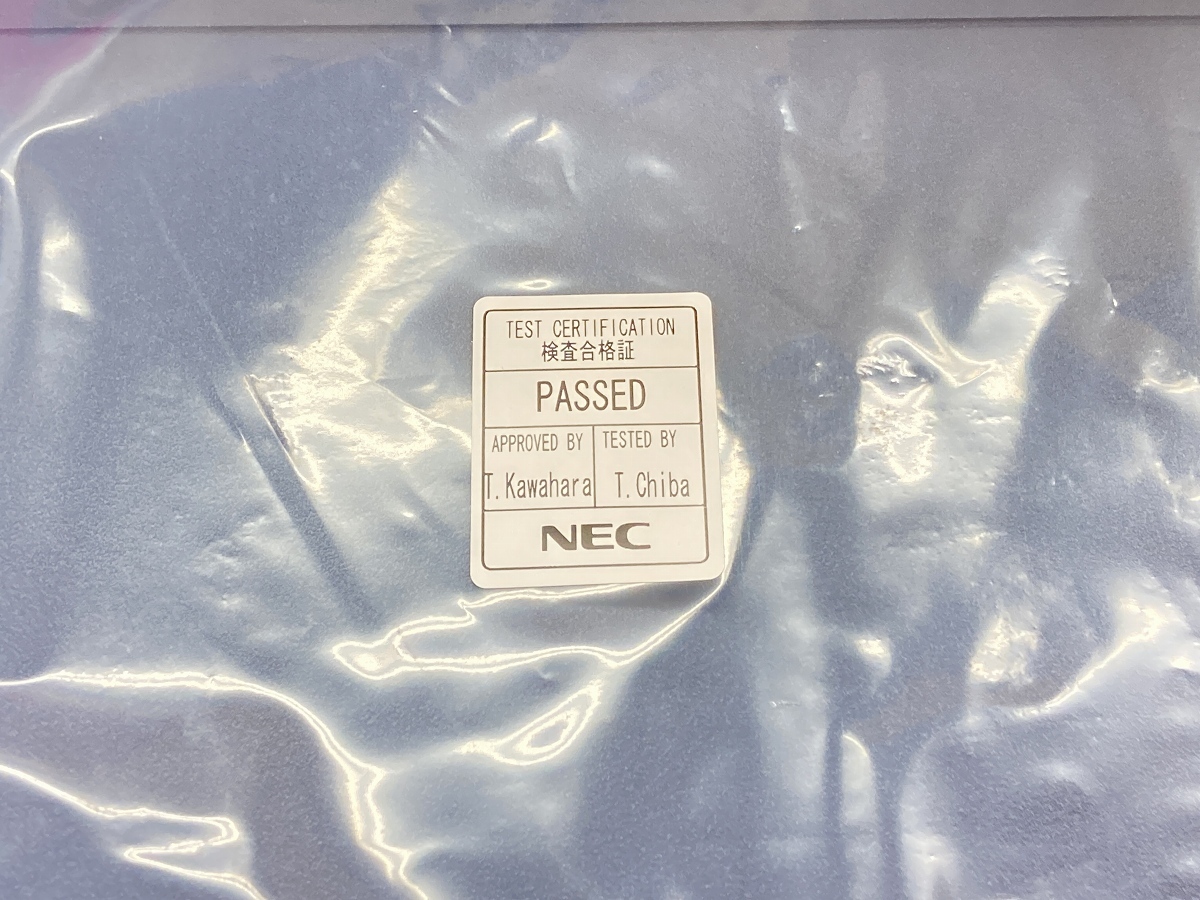 TEST CERTIFICATION
検査合格証
PASSED
APPROVED BY
T.Kawahara
TESTED BY
T.Chiba
NEC